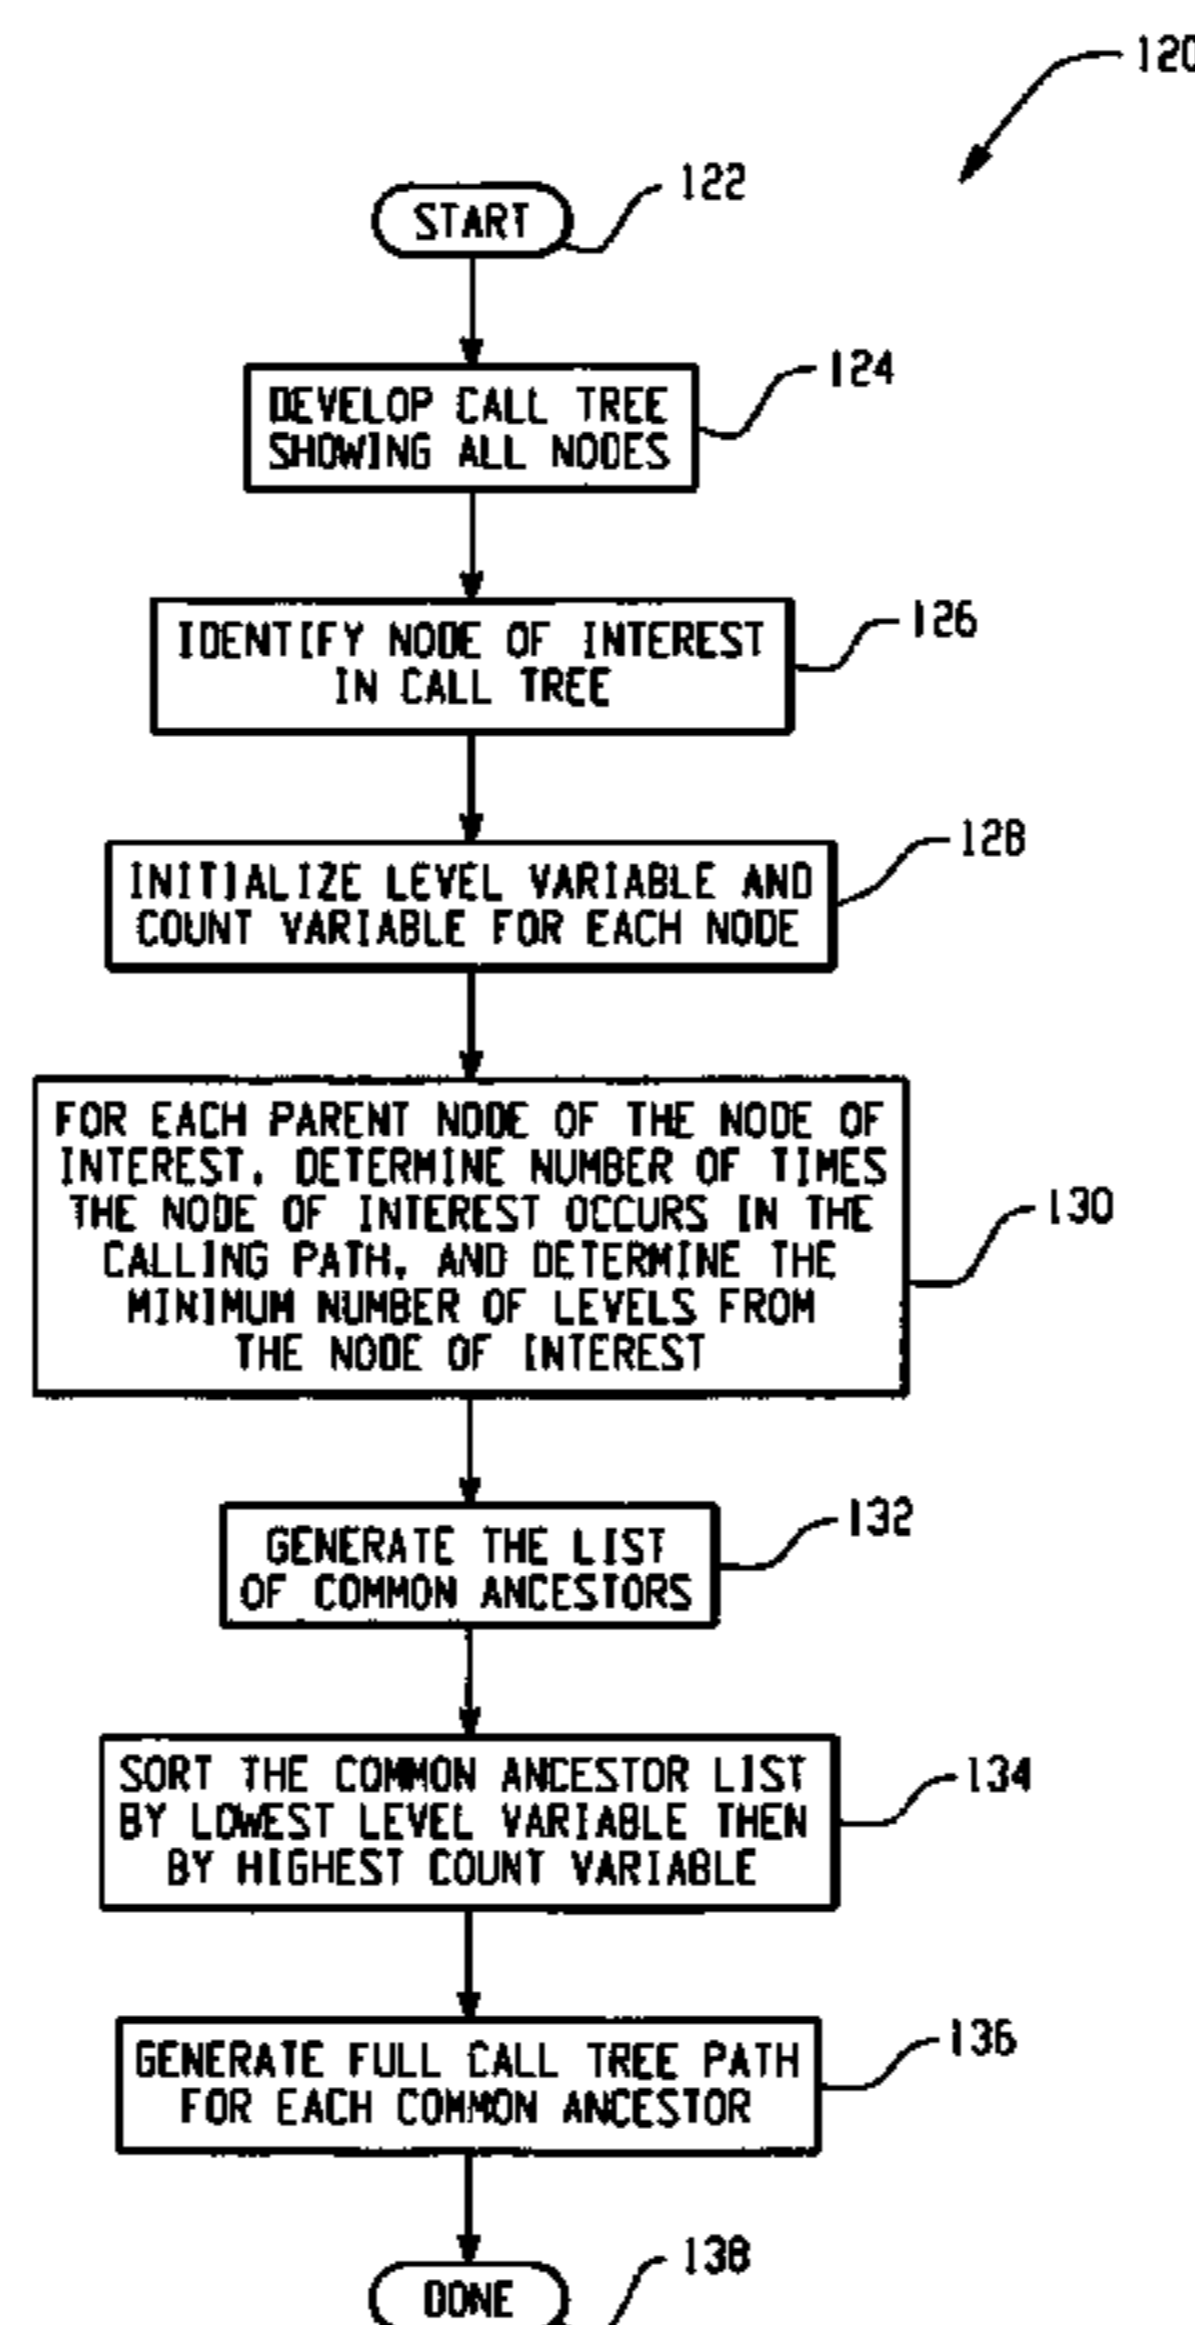 120
122
START
124
DEVELOP CALL TREE
SHOWING ALL NODES
126
IDENTIFY NODE OF INTEREST
IN CALL TREE
128
INITIALIZE LEVEL VARIABLE AND
COUNT VARIABLE FOR EACH NODE
FOR EACH PARENT NODE OF THE NODE OF
INTEREST, DETERMINE NUMBER OF TIMES
THE NODE OF INTEREST OCCURS IN THE
CALLING PATH, AND DETERMINE THE
MINIMUM NUMBER OF LEVELS FROM
THE NODE OF INTEREST
130
132
GENERATE THE LIST
OF COMMON ANCESTORS
134
SORT THE COMMON ANCESTOR LIST
BY LOWEST LEVEL VARIABLE THEN
BY HIGHEST COUNT VARIABLE
136
GENERATE FULL CALL TREE PATH
FOR EACH COMMON ANCESTOR
138
DONE